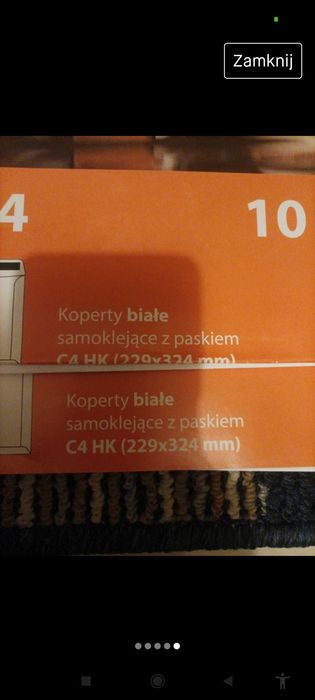 Zamknij
4
10
Koperty białe
samoklejące z paskiem
C4 HK (229x324 mm)
Koperty białe
samoklejące z paskiem
C4 HK (229x324 mm)